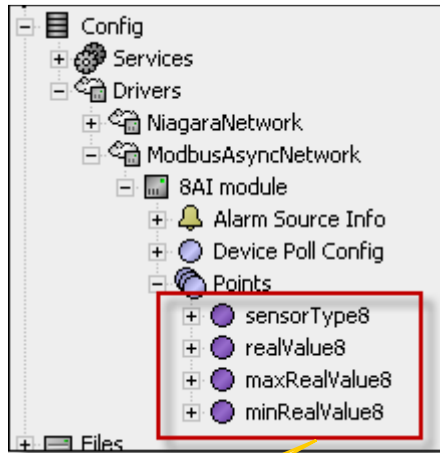 Config
Services
Drivers
NiagaraNetwork
ModbusAsyncNetwork
8AI module
Alarm Source Info
Device Poll Config
Points
sensorType8
realValue8
maxRealValue8
minRealValue8
Files